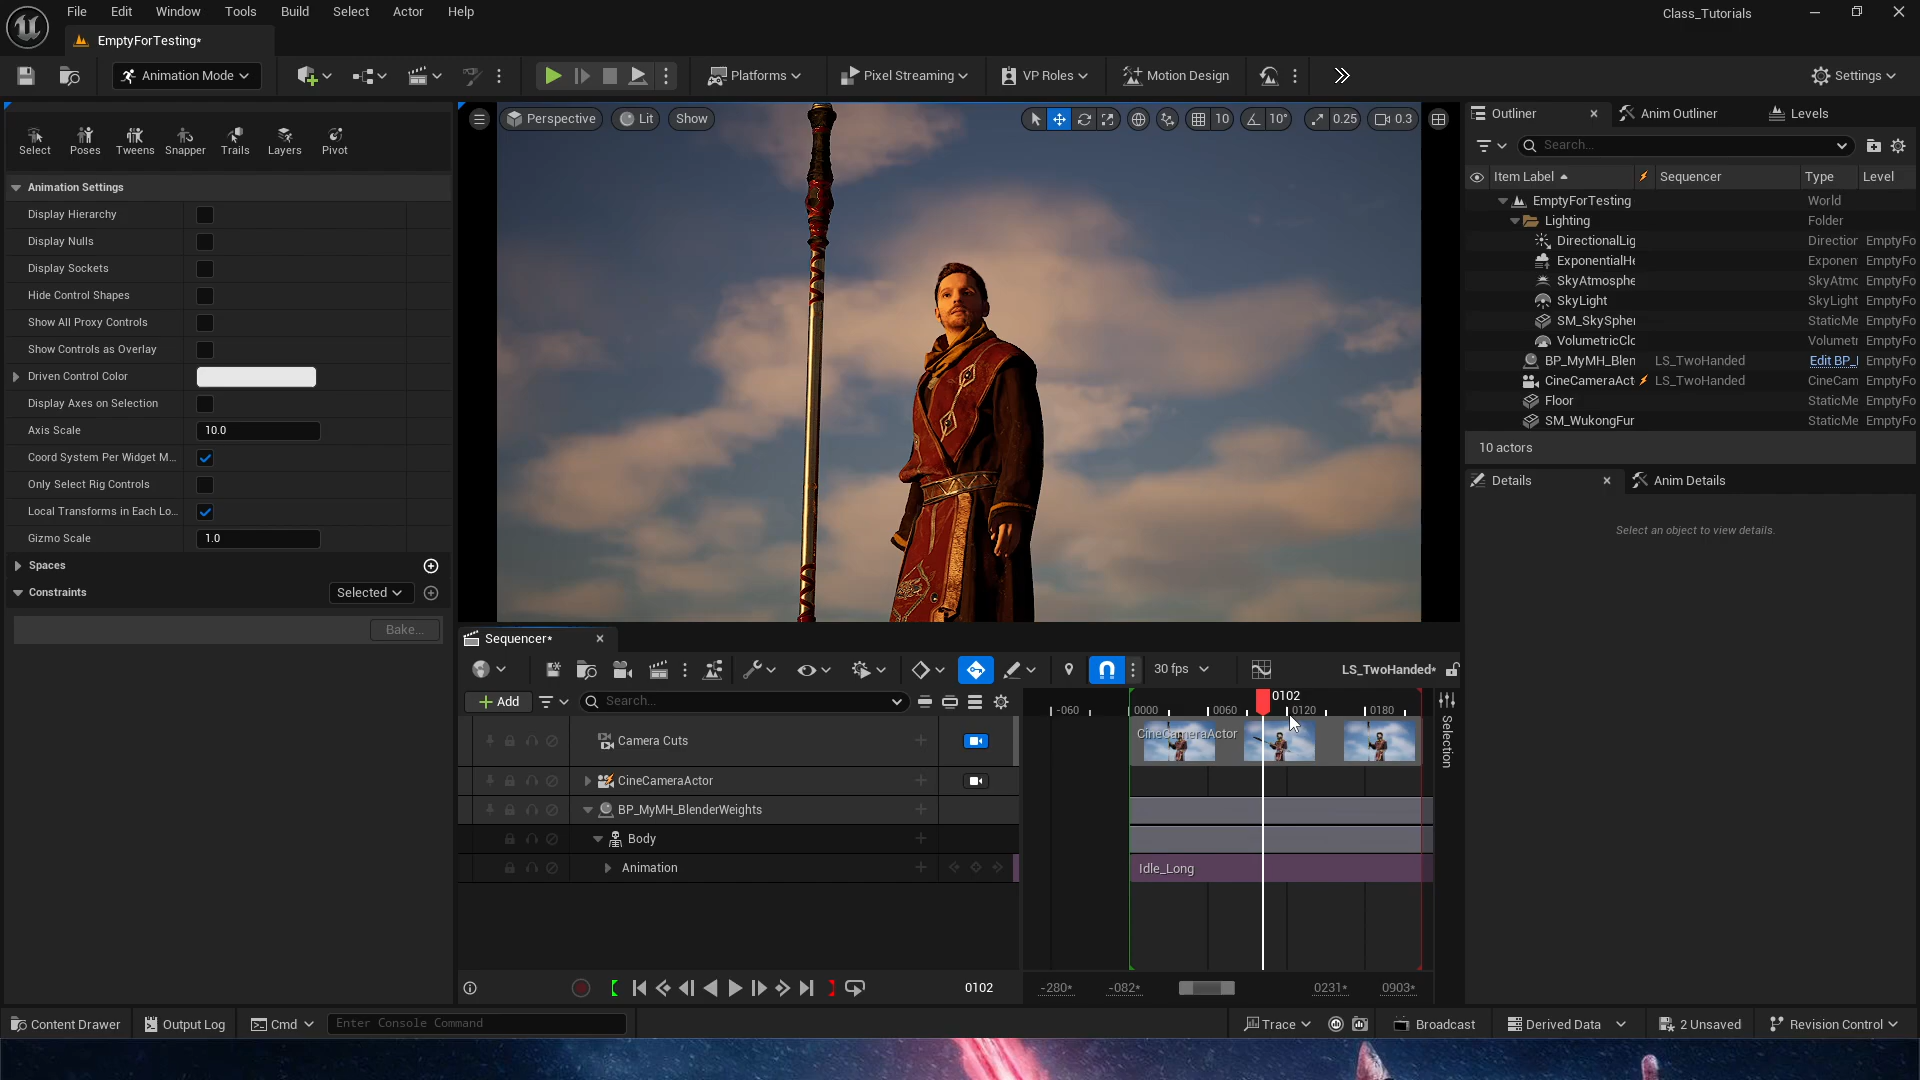 File Edit Window Tools Build Select Actor Help
Class_Tutorials
EmptyForTesting*
Animation Mode
Platforms
Pixel Streaming
VP Roles
Motion Design
Settings
Select Poses Tweens Snapper Trails Layers Pivot
Animation Settings
Display Hierarchy
Display Nulls
Display Sockets
Hide Control Shapes
Show All Proxy Controls
Show Controls as Overlay
Driven Control Color
Display Axes on Selection
Axis Scale 10.0
Coord System Per Widget M...
Only Select Rig Controls
Local Transforms in Each Lo...
Gizmo Scale 1.0
Spaces
Constraints Selected
Bake...
Perspective Lit Show
10 10° 0.25 0.3
Outliner Anim Outliner Levels
Search...
Item Label Sequencer Type Level
EmptyForTesting World
Lighting Folder
DirectionalLig Direction EmptyFo
ExponentialHe Exponen EmptyFo
SkyAtmosphe SkyAtmo EmptyFo
SkyLight SkyLight EmptyFo
SM_SkySpher StaticMe EmptyFo
VolumetricClo Volumetr EmptyFo
BP_MyMH_Blen LS_TwoHanded Edit BP_ EmptyFo
CineCameraAct LS_TwoHanded CineCam EmptyFo
Floor StaticMe EmptyFo
SM_WukongFur StaticMe EmptyFo
10 actors
Details Anim Details
Select an object to view details.
Sequencer*
30 fps
LS_TwoHanded*
Add
Search...
0102
-060 0000 0060 0120 0180
Selection
Camera Cuts
CineCameraActor
CineCameraActor
BP_MyMH_BlenderWeights
Body
Animation
Idle_Long
0102
-280* -082* 0231* 0903*
Content Drawer Output Log Cmd Enter Console Command
Trace Broadcast Derived Data 2 Unsaved Revision Control